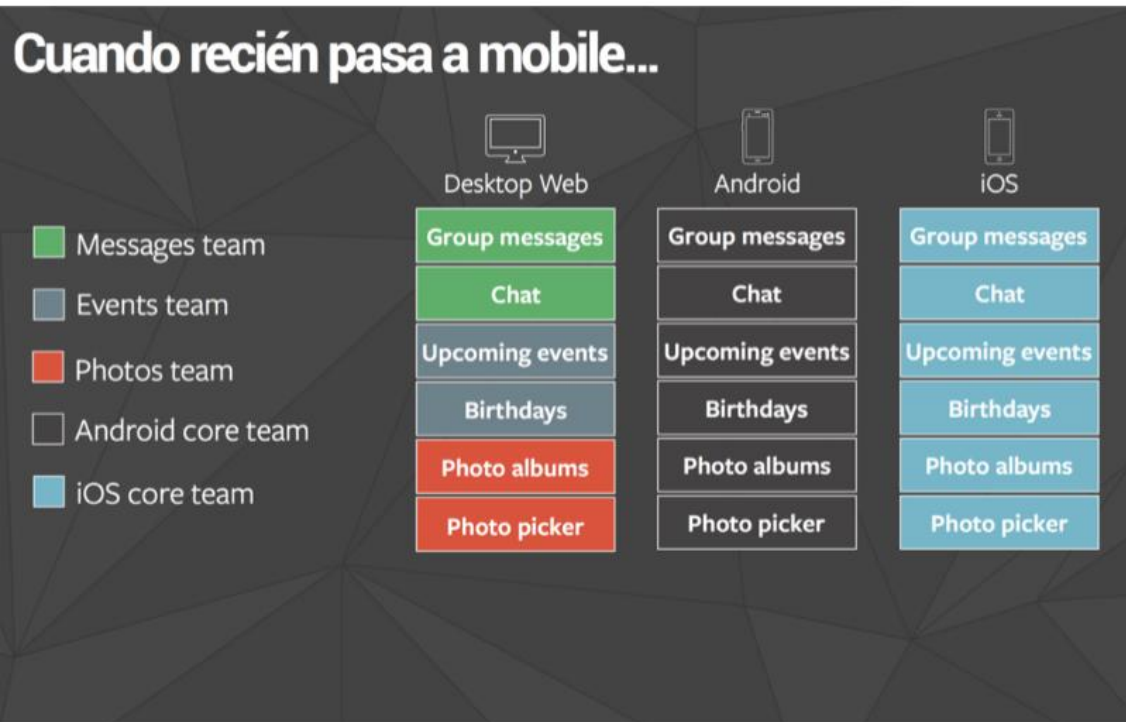 Cuando recién pasa a mobile...
Desktop Web
Android
iOS
Messages team
Events team
Photos team
Android core team
iOS core team
Group messages
Chat
Upcoming events
Birthdays
Photo albums
Photo picker
Group messages
Chat
Upcoming events
Birthdays
Photo albums
Photo picker
Group messages
Chat
Upcoming events
Birthdays
Photo albums
Photo picker